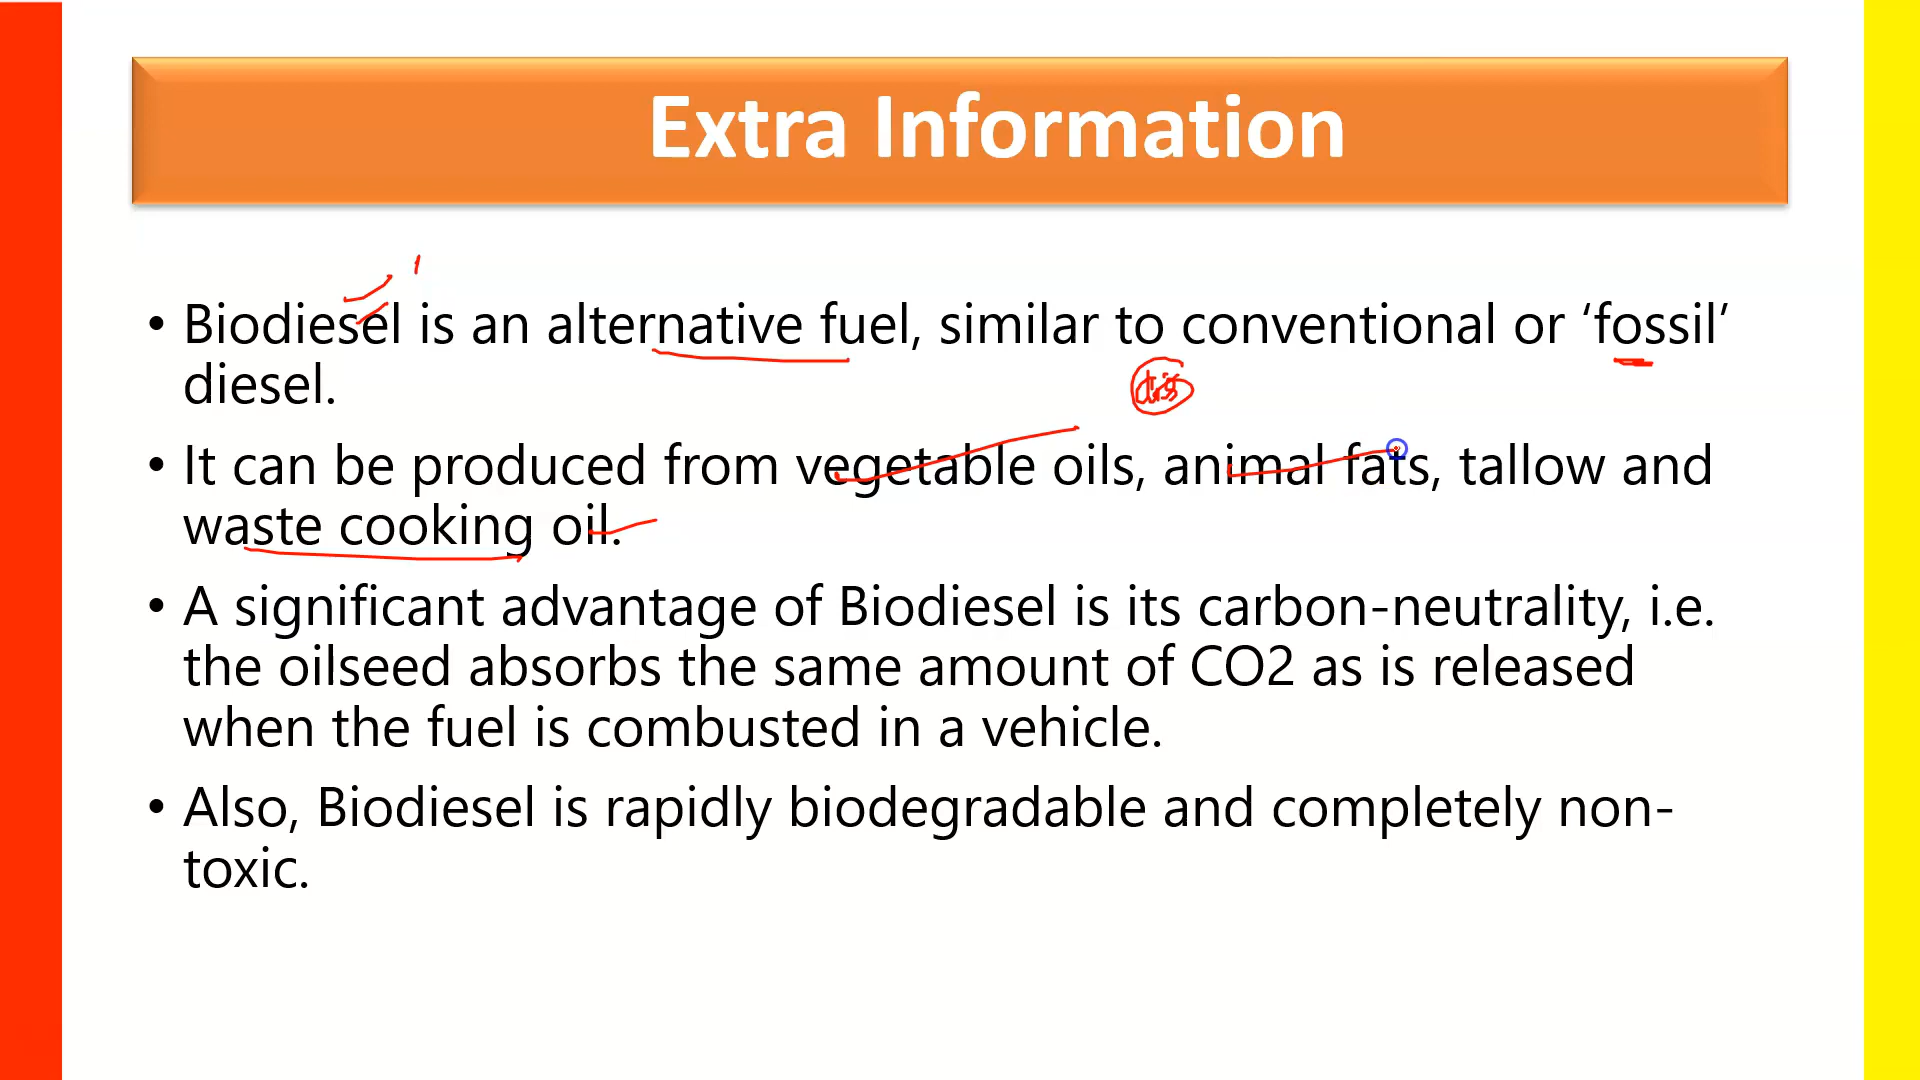 Extra Information
• Biodiesel is an alternative fuel, similar to conventional or ‘fossil’
diesel.
• It can be produced from vegetable oils, animal fats, tallow and
waste cooking oil.
• A significant advantage of Biodiesel is its carbon-neutrality, i.e.
the oilseed absorbs the same amount of CO2 as is released
when the fuel is combusted in a vehicle.
• Also, Biodiesel is rapidly biodegradable and completely non-
toxic.